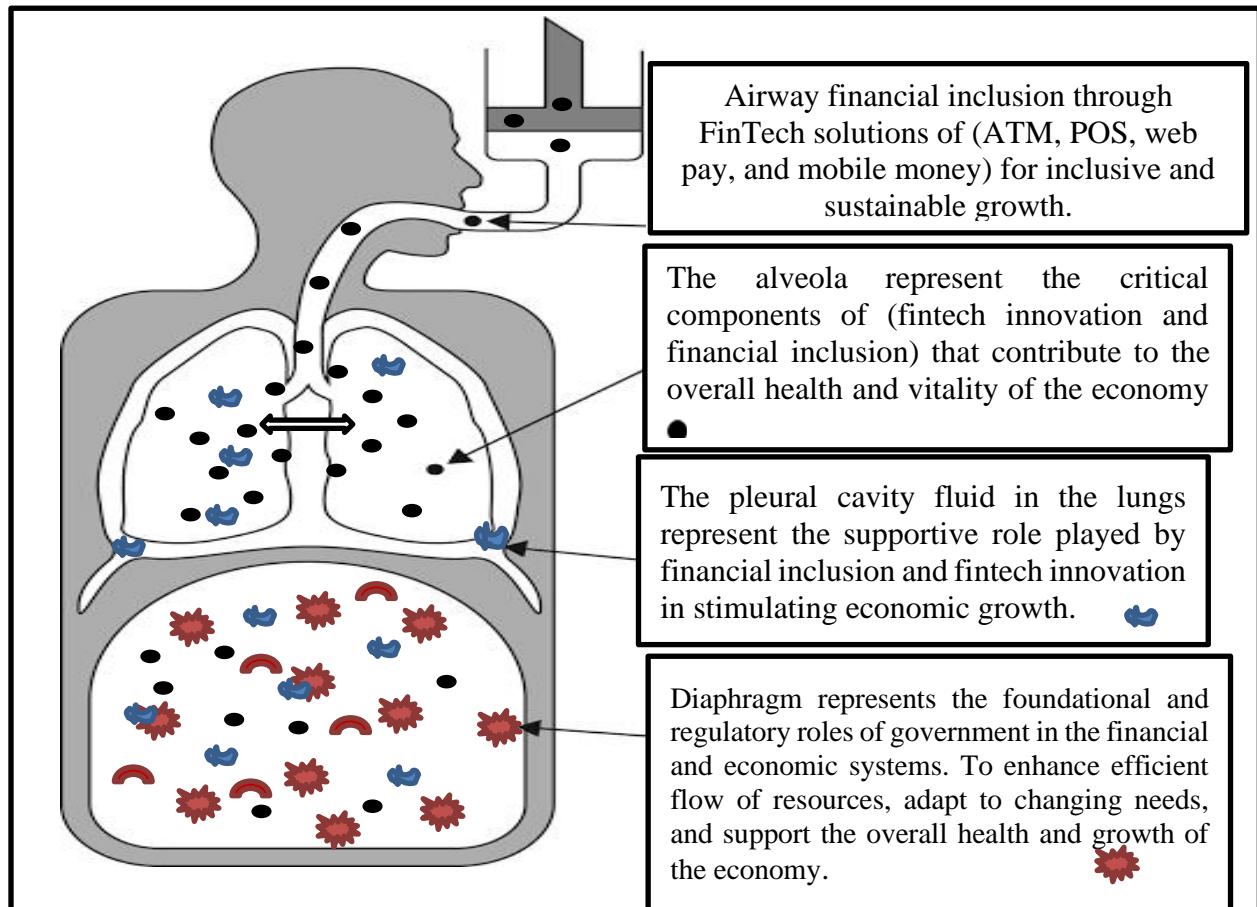 Airway financial inclusion through
FinTech solutions of (ATM, POS, web
pay, and mobile money) for inclusive and
sustainable growth.
The alveola represent the critical
components of (fintech innovation and
financial inclusion) that contribute to the
overall health and vitality of the economy
The pleural cavity fluid in the lungs
represent the supportive role played by
financial inclusion and fintech innovation
in stimulating economic growth.
Diaphragm represents the foundational and
regulatory roles of government in the financial
and economic systems. To enhance efficient
flow of resources, adapt to changing needs,
and support the overall health and growth of
the economy.